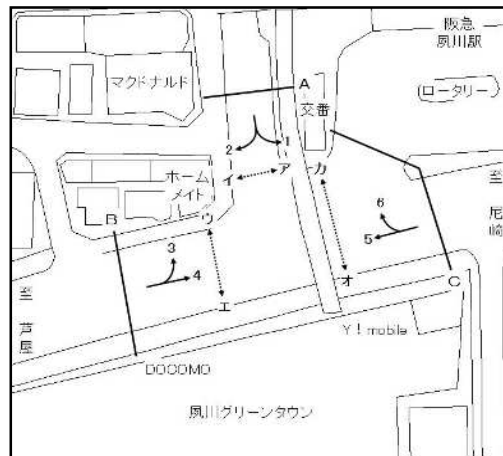 阪急
夙川駅
マクドナルド
A
交番
ロータリー
2
1
ア
カ
イ
ホーム
メイト
至
尼
崎
B
ウ
6
5
3
4
エ
オ
C
至
芦
屋
Y!mobile
DOCOMO
夙川グリーンタウン